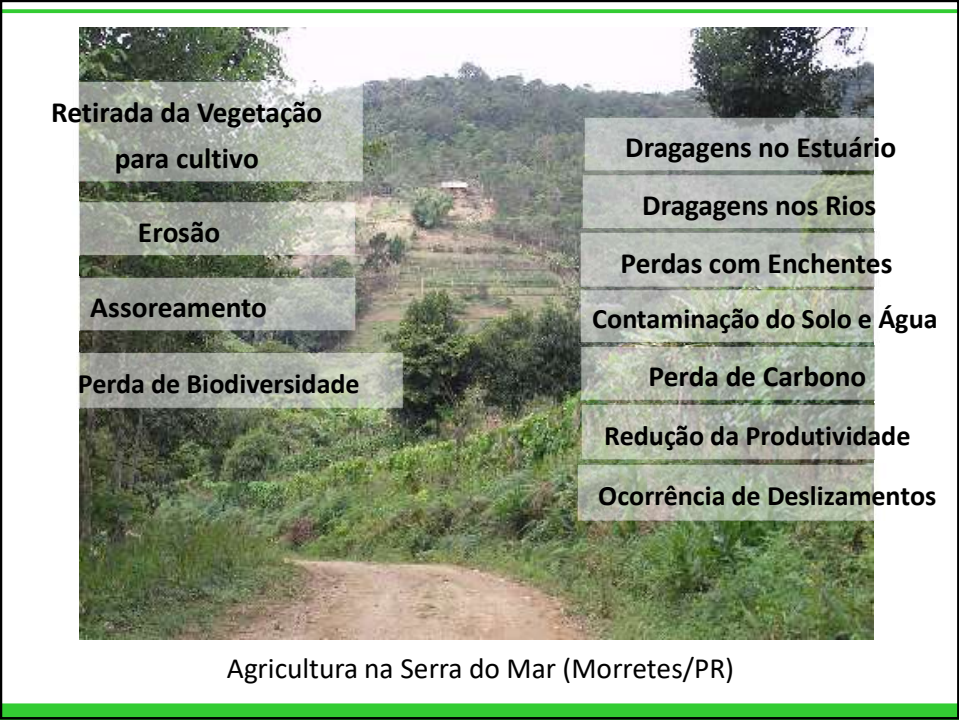 Retirada da Vegetação
para cultivo
Erosão
Assoreamento
Perda de Biodiversidade
Dragagens no Estuário
Dragagens nos Rios
Perdas com Enchentes
Contaminação do Solo e Água
Perda de Carbono
Redução da Produtividade
Ocorrência de Deslizamentos
Agricultura na Serra do Mar (Morretes/PR)